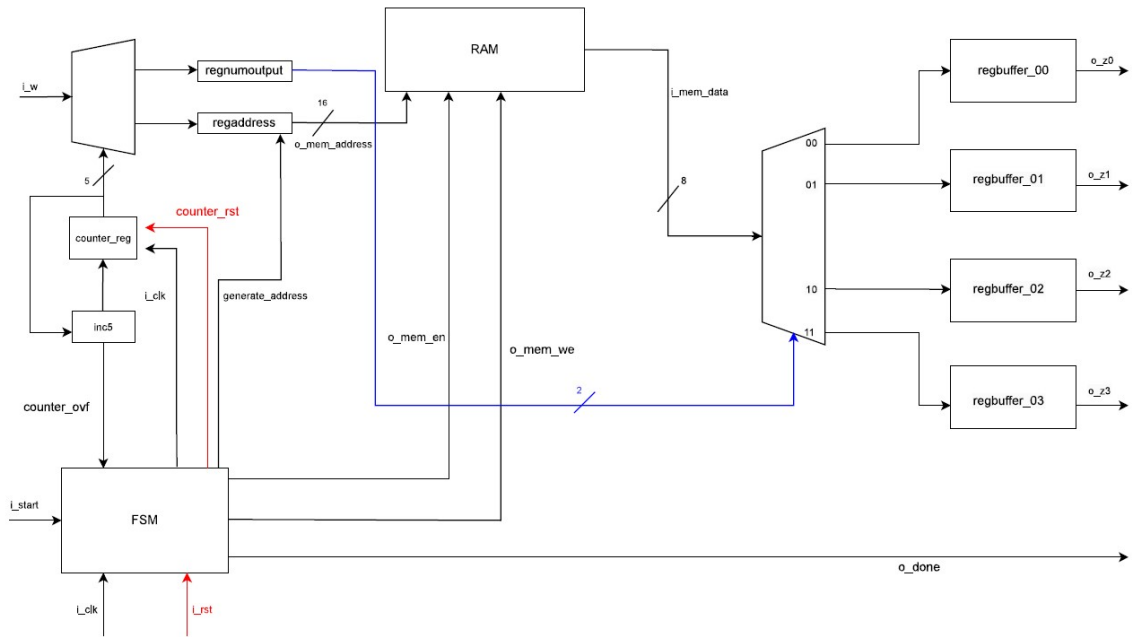 RAM
regbuffer_00
o_z0
regnumoutput
i_w
i_mem_data
16
regaddress
o_mem_address
00
01
8
regbuffer_01
o_z1
5
counter_rst
counter_reg
i_clk
generate_address
regbuffer_02
o_z2
10
11
inc5
o_mem_en
o_mem_we
2
regbuffer_03
o_z3
counter_ovf
i_start
FSM
o_done
i_clk
i_rst